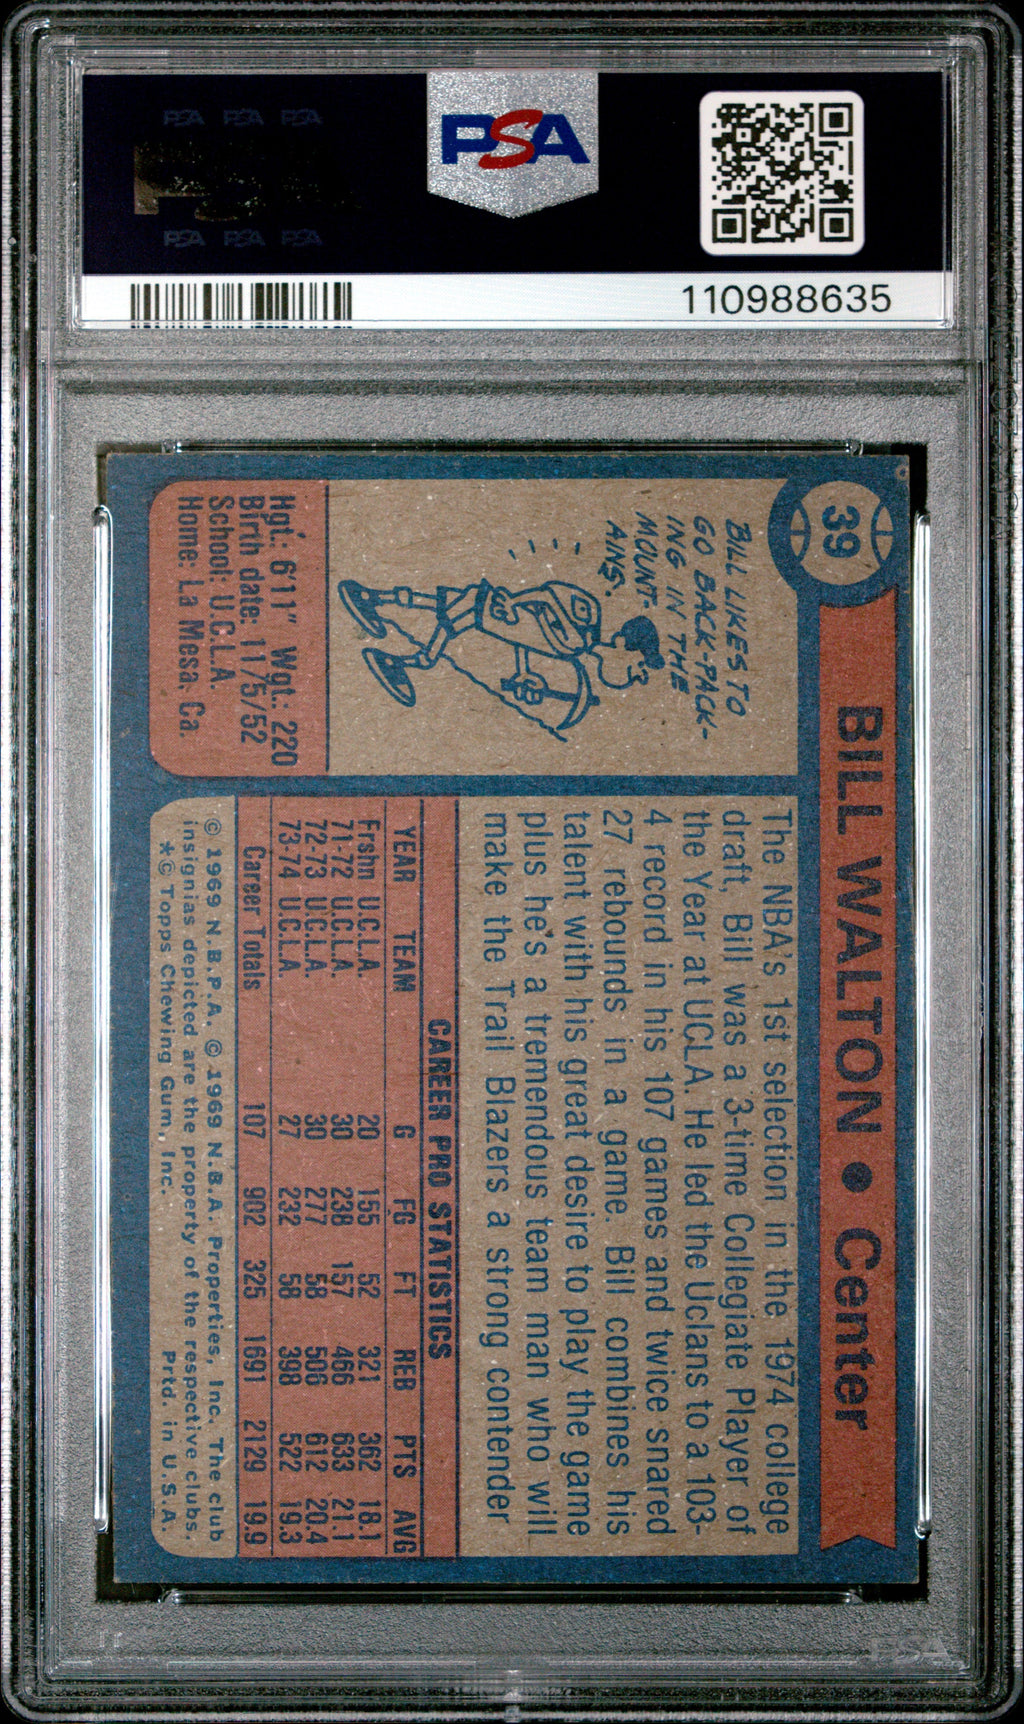 PSA PSA PSA
PSA
PSA PSA PSA
110988635
39
BILL WALTON • Center
BILL LIKES TO
GO BACK-PACK-
ING IN THE
MOUNT-
AINS.
Hgt.: 6'11" Wgt.: 220
Birth date: 11/5/52
School: U.C.L.A.
Home: La Mesa, Ca.
The NBA's 1st selection in the 1974 college
draft, Bill was a 3-time Collegiate Player of
the Year at UCLA. He led the Uclans to a 103-
4 record in his 107 games and twice snared
27 rebounds in a game. Bill combines his
talent with his great desire to play the game
plus he's a tremendous team man who will
make the Trail Blazers a strong contender
CAREER PRO STATISTICS
YEAR TEAM G FG FT REB PTS AVG
Frshn U.C.L.A. 20 155 52 321 362 18.1
71-72 U.C.L.A. 30 238 157 466 633 21.1
72-73 U.C.L.A. 30 277 58 506 612 20.4
73-74 U.C.L.A. 27 232 58 398 522 19.3
Career Totals 107 902 325 1691 2129 19.9
© 1969 N.B.P.A. © 1969 N.B.A. Properties, Inc. The club
insignias depicted are the property of the respective clubs.
*© Topps Chewing Gum, Inc. Prtd. in U.S.A.
PSA